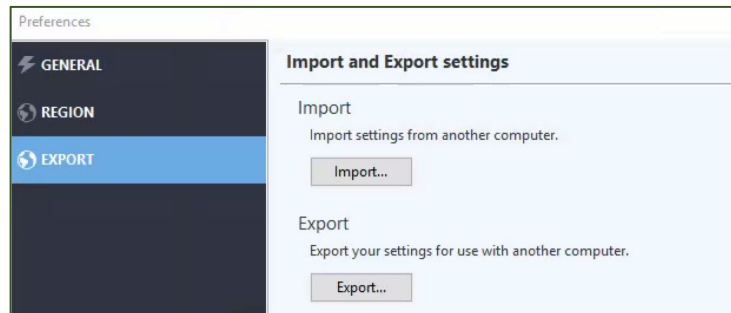 Preferences
GENERAL
REGION
EXPORT
Import and Export settings
Import
Import settings from another computer.
Import...
Export
Export your settings for use with another computer.
Export...